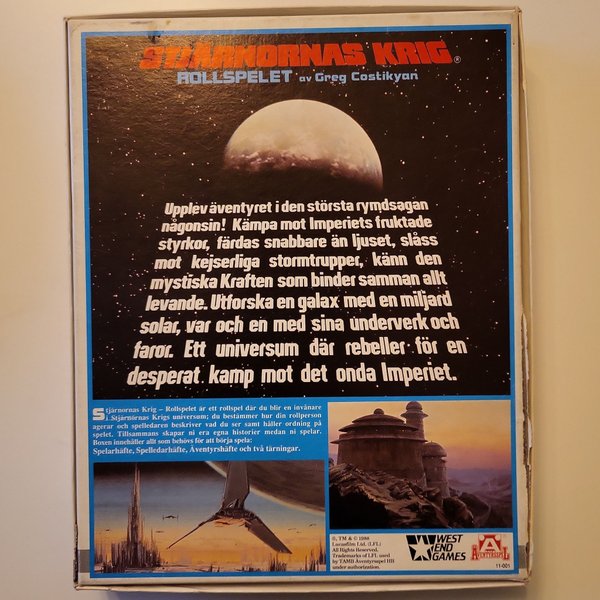 STJÄRNORNAS KRIG®
ROLLSPELET av Greg Costikyan
Upplev äventyret i den största rymdsagan
någonsin! Kämpa mot Imperiets fruktade
styrkor, färdas snabbare än ljuset, slåss
mot kejserliga stormtrupper, känn den
mystiska Kraften som binder samman allt
levande. Utforska en galax med en miljard
solar, var och en med sina underverk och
faror. Ett universum där rebeller för en
desperat kamp mot det onda Imperiet.
Stjärnornas Krig – Rollspelet är ett rollspel där du blir en invånare
i Stjärnornas Krigs universum; du bestämmer hur din rollperson
agerar och spelledaren beskriver vad du ser samt håller ordning på
spelet. Tillsammans skapar ni era egna historier medan ni spelar.
Boxen innehåller allt som behövs för att börja spela:
Spelarhäfte, Spelledarhäfte, Äventyrshäfte och två tärningar.
®, TM & © 1988
Lucasfilm Ltd. (LFL)
All Rights Reserved.
Trademarks of LFL used
by TAMB Äventyrsspel HB
under authorization.
WEST
END
GAMES
ÄVENTYRSSPEL
11-001